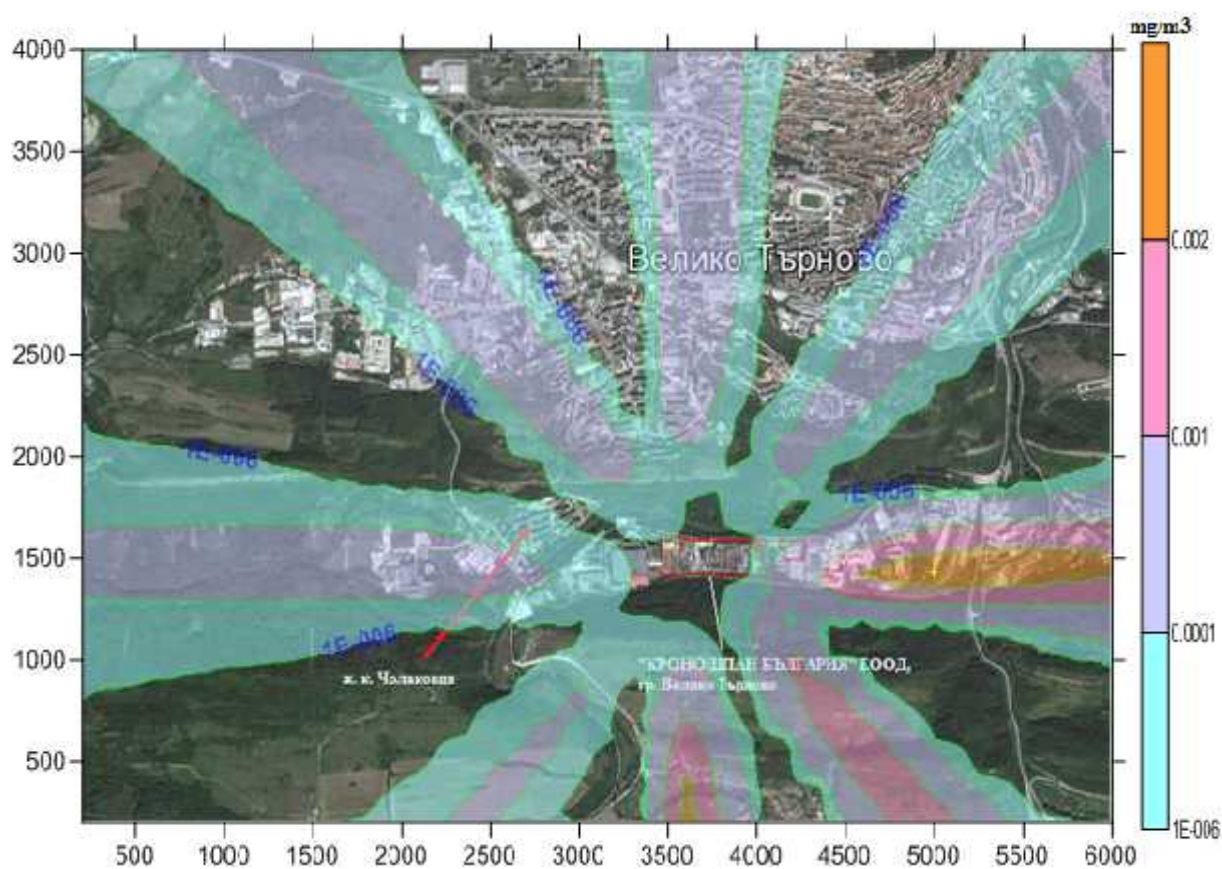 mg/m3
4000
3500
3000
2500
2000
1500
1000
500
500 1000 1500 2000 2500 3000 3500 4000 4500 5000 5500 6000
0.002
0.001
0.0001
1E-006
Велико Търново
1E-006
1E-006
1E-006
1E-006
1E-006
1E-006
ж. к. Чолаковци
"КРОНОШПАН БЪЛГАРИЯ" ЕООД,
гр. Велико Търново